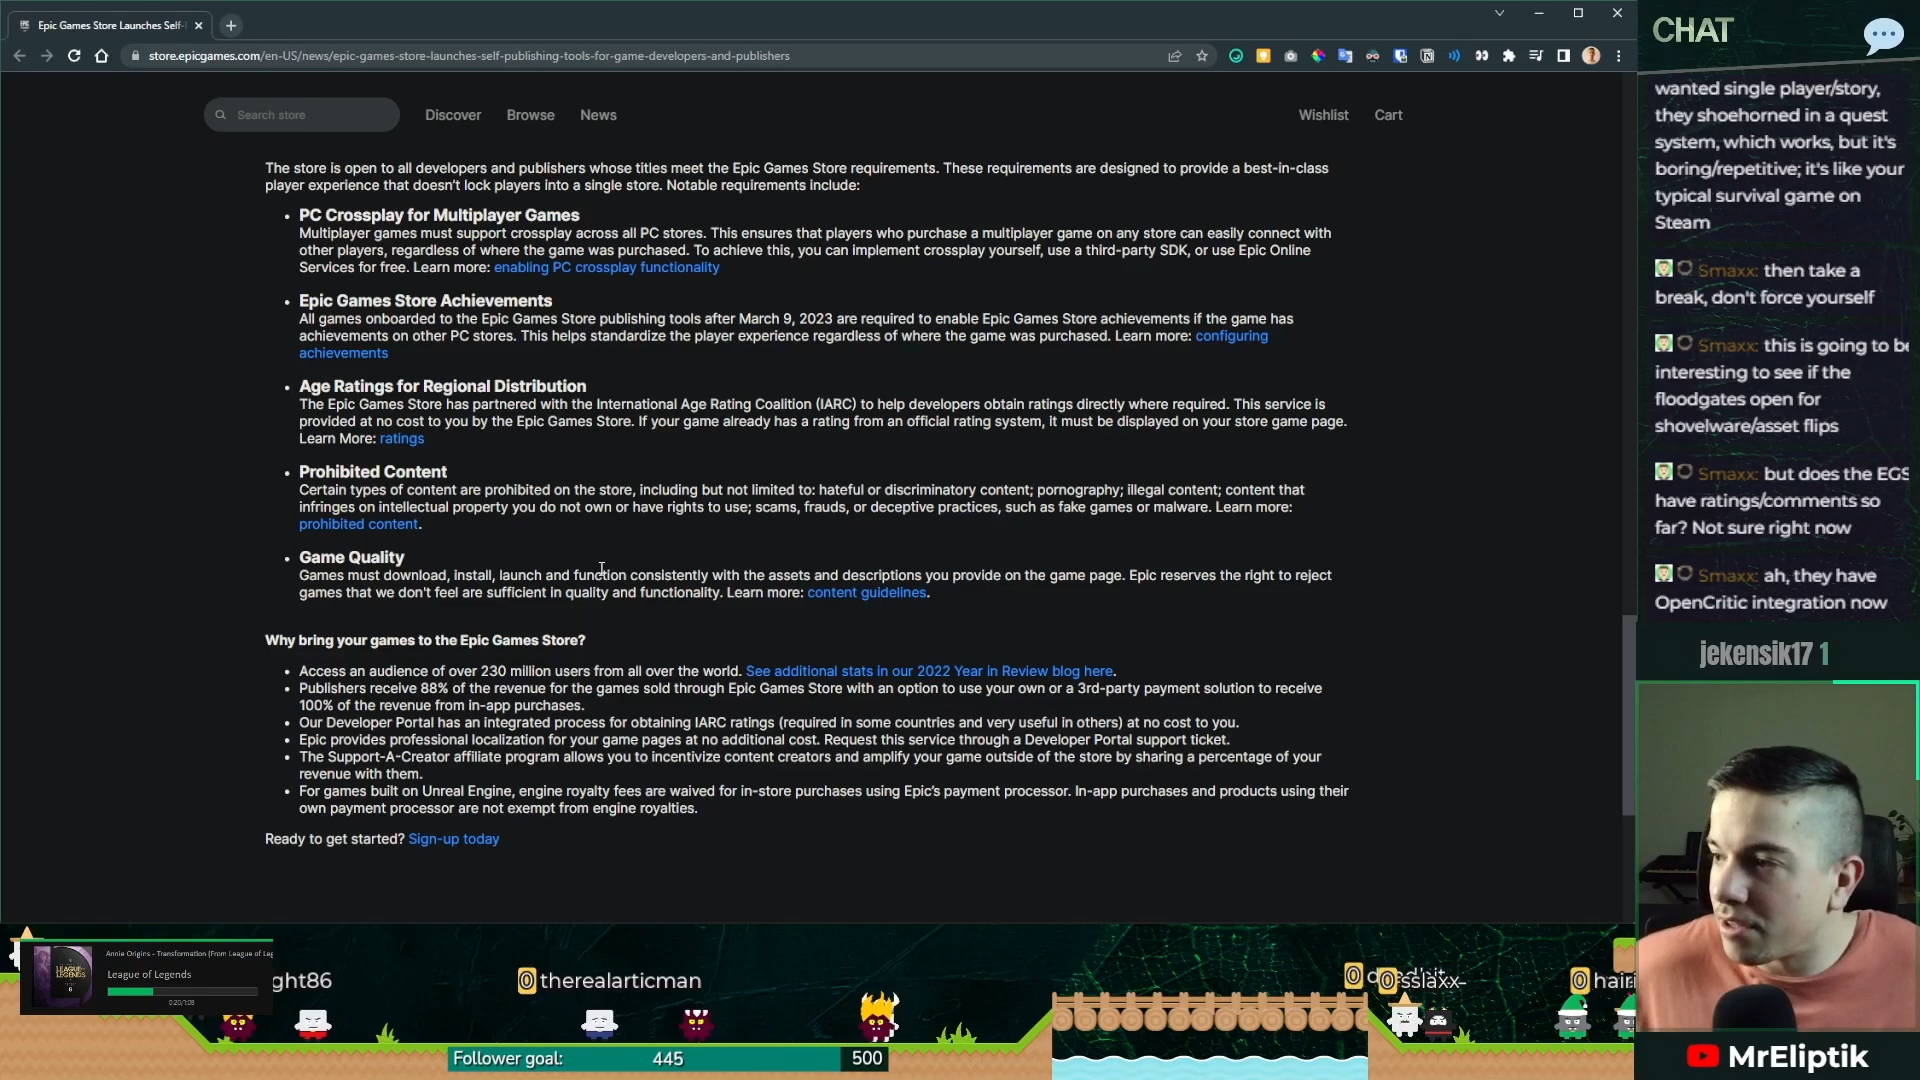 Epic Games Store Launches Self-
store.epicgames.com/en-US/news/epic-games-store-launches-self-publishing-tools-for-game-developers-and-publishers
Search store
Discover
Browse
News
Wishlist
Cart
The store is open to all developers and publishers whose titles meet the Epic Games Store requirements. These requirements are designed to provide a best-in-class
player experience that doesn't lock players into a single store. Notable requirements include:
PC Crossplay for Multiplayer Games
Multiplayer games must support crossplay across all PC stores. This ensures that players who purchase a multiplayer game on any store can easily connect with
other players, regardless of where the game was purchased. To achieve this, you can implement crossplay yourself, use a third-party SDK, or use Epic Online
Services for free. Learn more: enabling PC crossplay functionality
Epic Games Store Achievements
All games onboarded to the Epic Games Store publishing tools after March 9, 2023 are required to enable Epic Games Store achievements if the game has
achievements on other PC stores. This helps standardize the player experience regardless of where the game was purchased. Learn more: configuring
achievements
Age Ratings for Regional Distribution
The Epic Games Store has partnered with the International Age Rating Coalition (IARC) to help developers obtain ratings directly where required. This service is
provided at no cost to you by the Epic Games Store. If your game already has a rating from an official rating system, it must be displayed on your store game page.
Learn More: ratings
Prohibited Content
Certain types of content are prohibited on the store, including but not limited to: hateful or discriminatory content; pornography; illegal content; content that
infringes on intellectual property you do not own or have rights to use; scams, frauds, or deceptive practices, such as fake games or malware. Learn more:
prohibited content.
Game Quality
Games must download, install, launch and function consistently with the assets and descriptions you provide on the game page. Epic reserves the right to reject
games that we don't feel are sufficient in quality and functionality. Learn more: content guidelines.
Why bring your games to the Epic Games Store?
Access an audience of over 230 million users from all over the world. See additional stats in our 2022 Year in Review blog here.
Publishers receive 88% of the revenue for the games sold through Epic Games Store with an option to use your own or a 3rd-party payment solution to receive
100% of the revenue from in-app purchases.
Our Developer Portal has an integrated process for obtaining IARC ratings (required in some countries and very useful in others) at no cost to you.
Epic provides professional localization for your game pages at no additional cost. Request this service through a Developer Portal support ticket.
The Support-A-Creator affiliate program allows you to incentivize content creators and amplify your game outside of the store by sharing a percentage of your
revenue with them.
For games built on Unreal Engine, engine royalty fees are waived for in-store purchases using Epic's payment processor. In-app purchases and products using their
own payment processor are not exempt from engine royalties.
Ready to get started? Sign-up today
CHAT
wanted single player/story,
they shoehorned in a quest
system, which works, but it's
boring/repetitive; it's like your
typical survival game on
Steam
Smaxx: then take a
break, don't force yourself
Smaxx: this is going to be
interesting to see if the
floodgates open for
shovelware/asset flips
Smaxx: but does the EGS
have ratings/comments so
far? Not sure right now
Smaxx: ah, they have
OpenCritic integration now
jekensik17 1
Annie Origins - Transformation (From League of Leg
League of Legends
0:20/1:08
ght86
0 therealarticman
0
0 sslaxx-
0 hairi
Follower goal: 445 500
MrEliptik